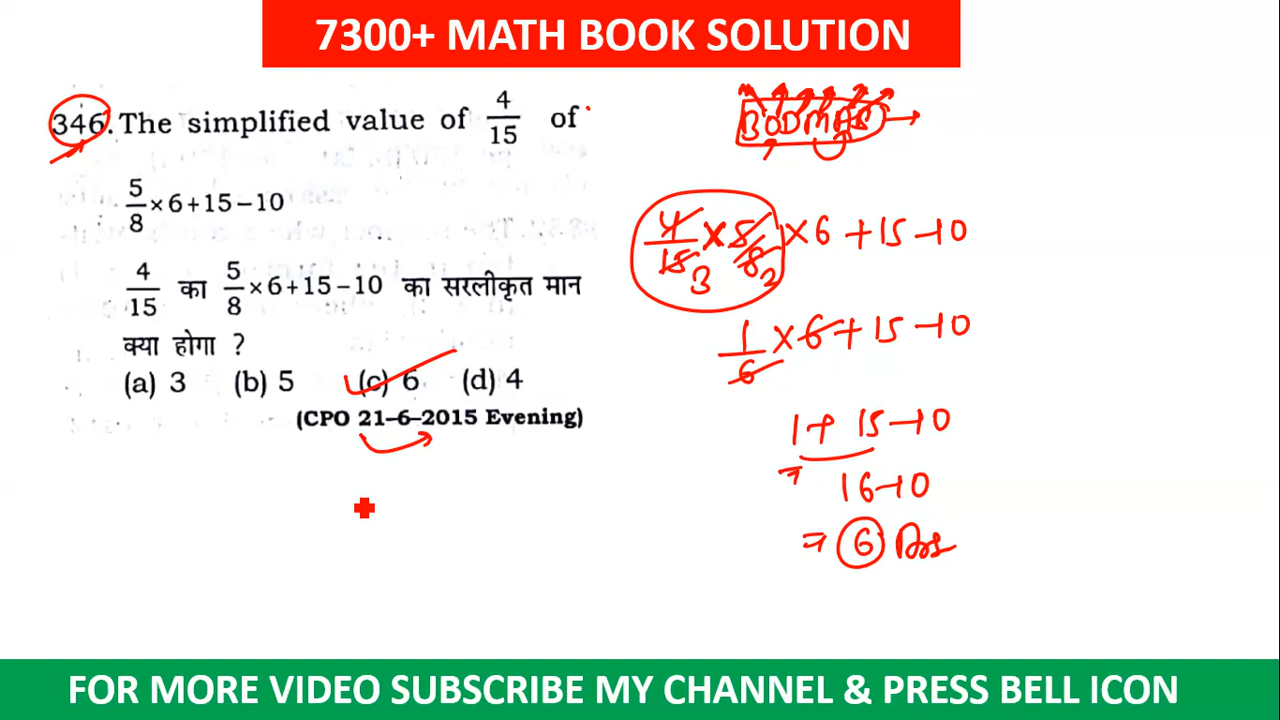 7300+ MATH BOOK SOLUTION
346. The simplified value of 4/15 of
5/8 × 6 + 15 − 10
4/15 का 5/8 × 6 + 15 − 10 का सरलीकृत मान
क्या होगा ?
(a) 3 (b) 5 (c) 6 (d) 4
(CPO 21–6–2015 Evening)
BODMAS
4/15 × 5/8 × 6 + 15 − 10
3 2
1/6 × 6 + 15 − 10
1 + 15 − 10
16 − 10
= 6 Ans
FOR MORE VIDEO SUBSCRIBE MY CHANNEL & PRESS BELL ICON